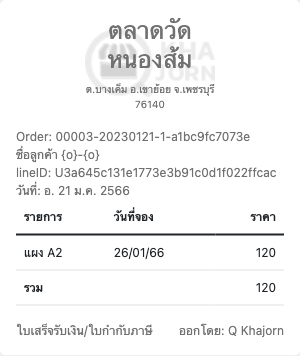 ตลาดวัด
หนองส้ม
KHA
JURN
ต.บางเค็ม อ.เขาย้อย จ.เพชรบุรี
76140
Order: 00003-20230121-1-a1bc9fc7073e
ชื่อลูกค้า {o}-{o}
lineID: U3a645c131e1773e3b91c0d1f022ffcac
วันที่: อ. 21 ม.ค. 2566
รายการ วันที่จอง ราคา
แผง A2 26/01/66 120
รวม 120
ใบเสร็จรับเงิน/ใบกำกับภาษี ออกโดย: Q Khajorn